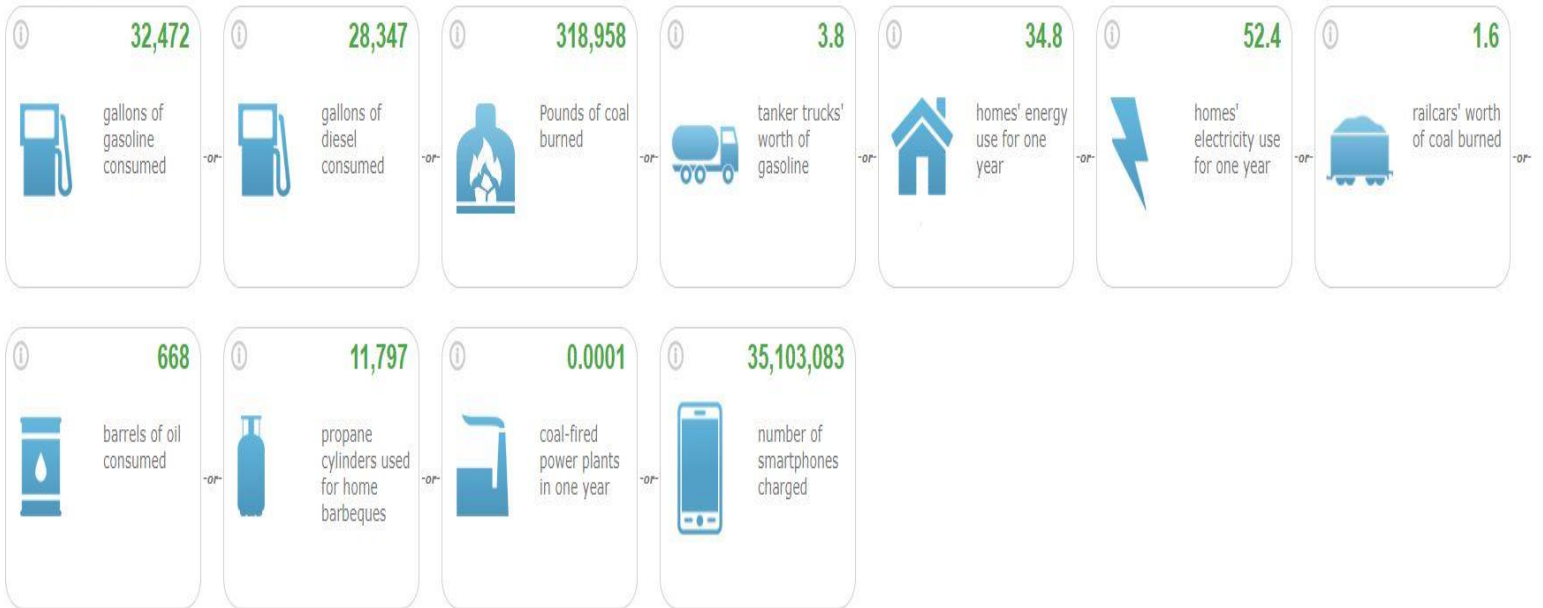 32,472
gallons of
gasoline
consumed
-or-
28,347
gallons of
diesel
consumed
-or-
318,958
Pounds of coal
burned
-or-
3.8
tanker trucks'
worth of
gasoline
-or-
34.8
homes' energy
use for one
year
-or-
52.4
homes'
electricity use
for one year
-or-
1.6
railcars' worth
of coal burned
-or-
668
barrels of oil
consumed
-or-
11,797
propane
cylinders used
for home
barbeques
-or-
0.0001
coal-fired
power plants
in one year
-or-
35,103,083
number of
smartphones
charged